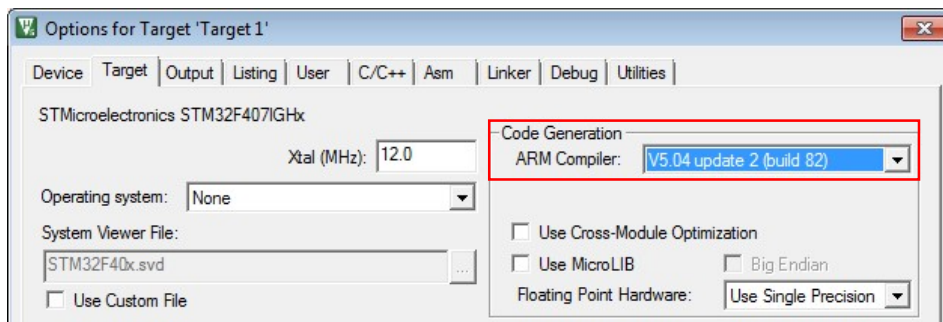 Options for Target 'Target 1'
Device Target Output Listing User C/C++ Asm Linker Debug Utilities
STMicroelectronics STM32F407IGHx
Xtal (MHz): 12.0
Operating system: None
System Viewer File:
STM32F40x.svd ...
Use Custom File
Code Generation
ARM Compiler: V5.04 update 2 (build 82)
Use Cross-Module Optimization
Use MicroLIB Big Endian
Floating Point Hardware: Use Single Precision